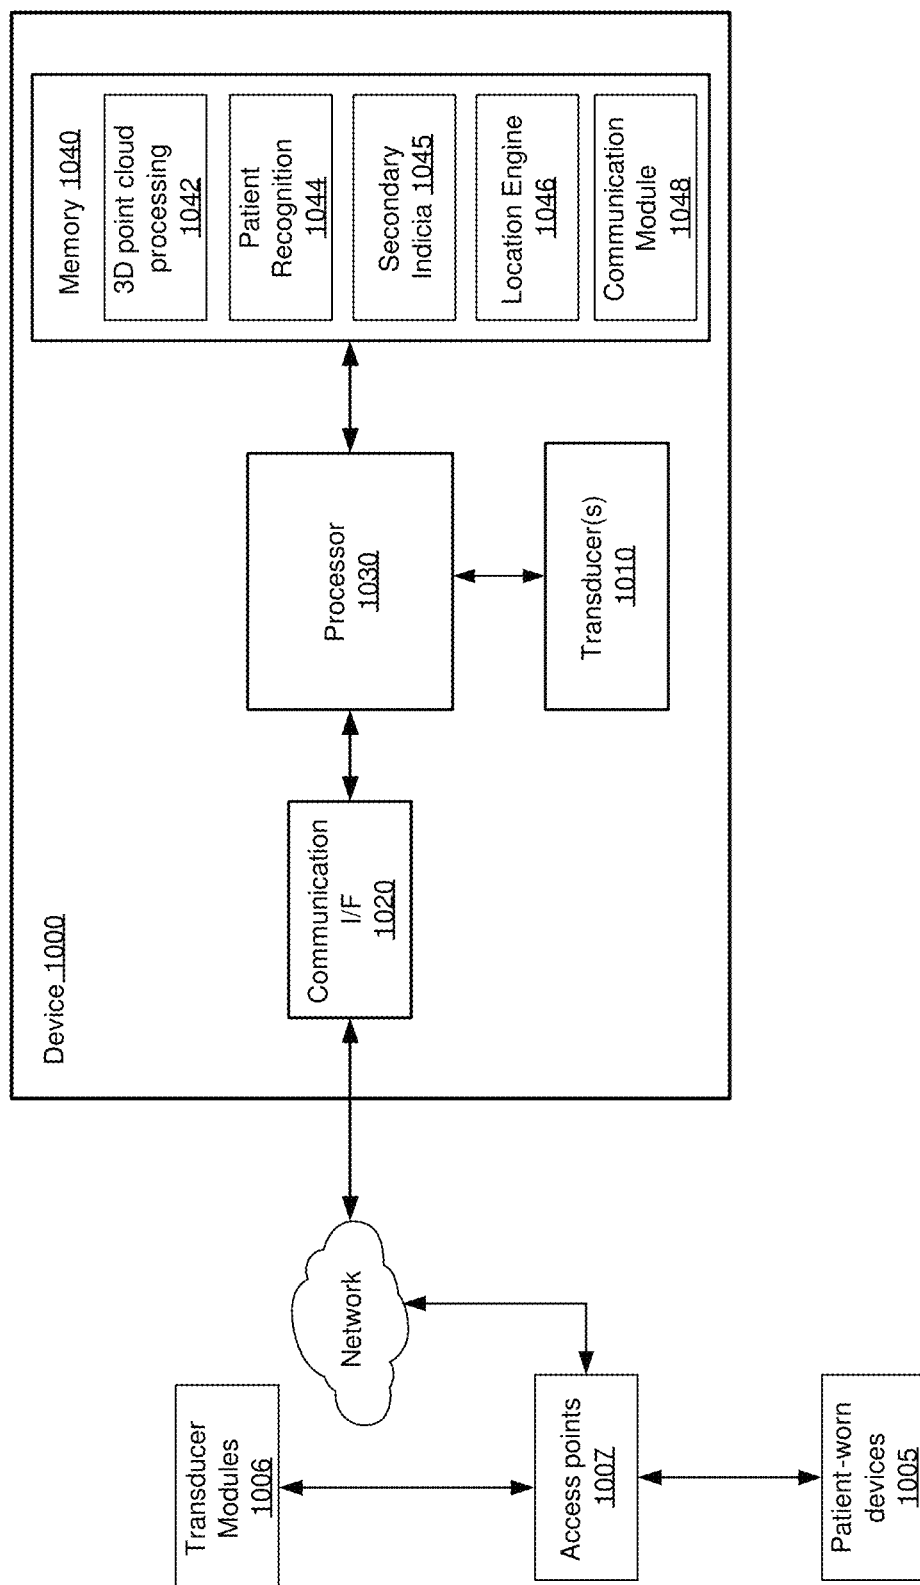 Device 1000
Memory 1040
3D point cloud
processing
1042
Patient
Recognition
1044
Secondary
Indicia 1045
Location Engine
1046
Communication
Module
1048
Processor
1030
Transducer(s)
1010
Communication
I/F
1020
Network
Transducer
Modules
1006
Access points
1007
Patient-worn
devices
1005